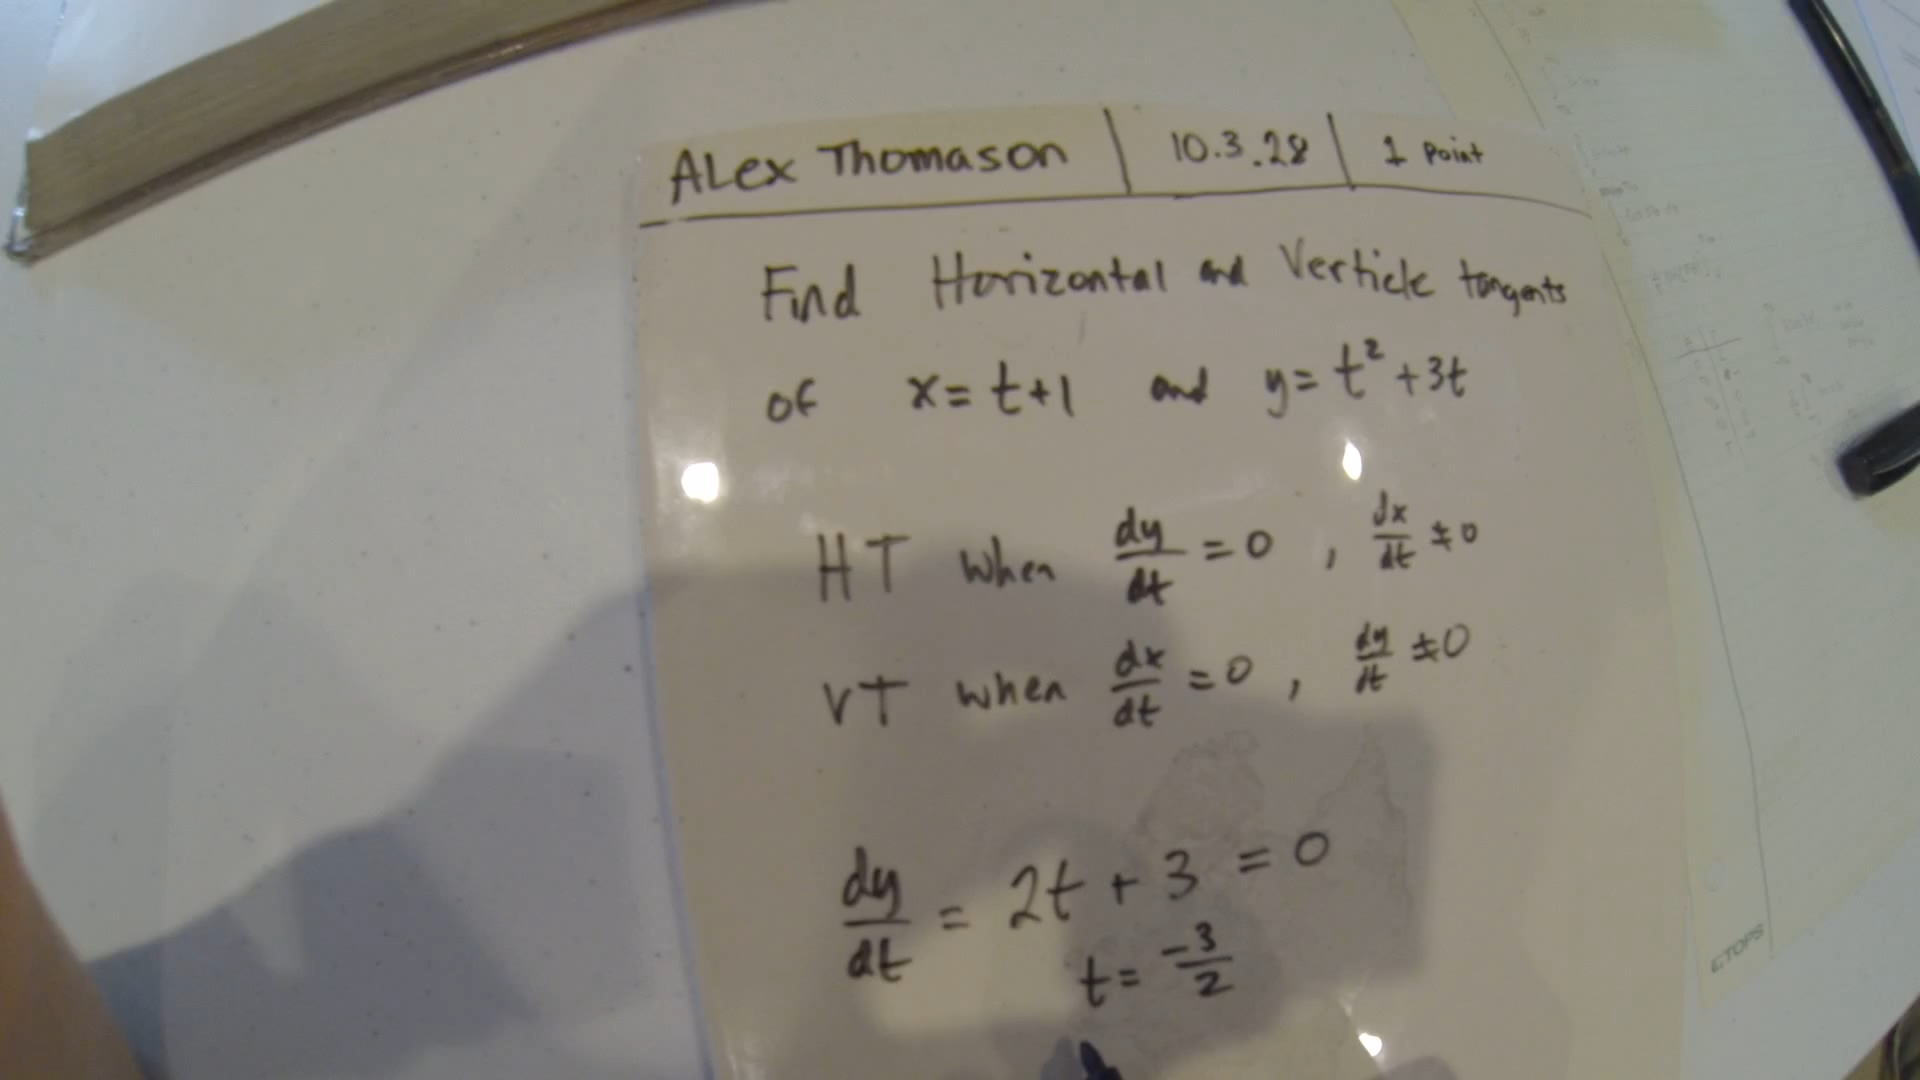 ALex Thomason | 10.3.28 | 1 Point
Find Horizontal and Verticle tangents
of x = t+1 and y = t² + 3t
HT when dy/dt = 0 , dx/dt ≠ 0
VT when dx/dt = 0 , dy/dt ≠ 0
dy/dt = 2t + 3 = 0
t = -3/2